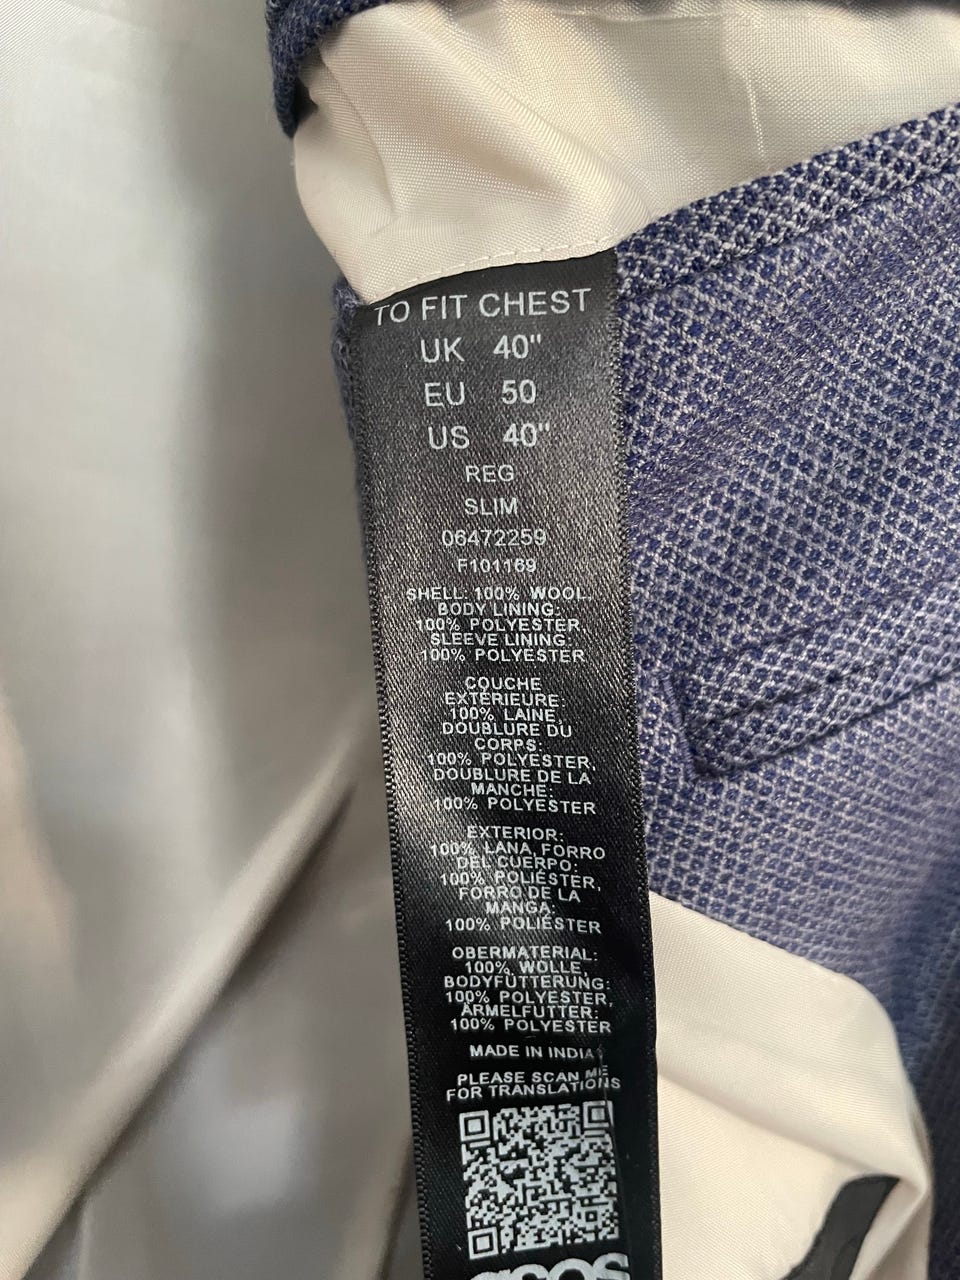 TO FIT CHEST
UK 40"
EU 50
US 40"
REG
SLIM
06472259
F101169
SHELL: 100% WOOL,
BODY LINING:
100% POLYESTER,
SLEEVE LINING:
100% POLYESTER
COUCHE
EXTÉRIEURE:
100% LAINE,
DOUBLURE DU
CORPS:
100% POLYESTER,
DOUBLURE DE LA
MANCHE:
100% POLYESTER
EXTERIOR:
100% LANA, FORRO
DEL CUERPO:
100% POLIÉSTER,
FORRO DE LA
MANGA:
100% POLIÉSTER
OBERMATERIAL:
100% WOLLE,
BODYFÜTTERUNG:
100% POLYESTER,
ÄRMELFUTTER:
100% POLYESTER
MADE IN INDIA
PLEASE SCAN ME
FOR TRANSLATIONS
asos